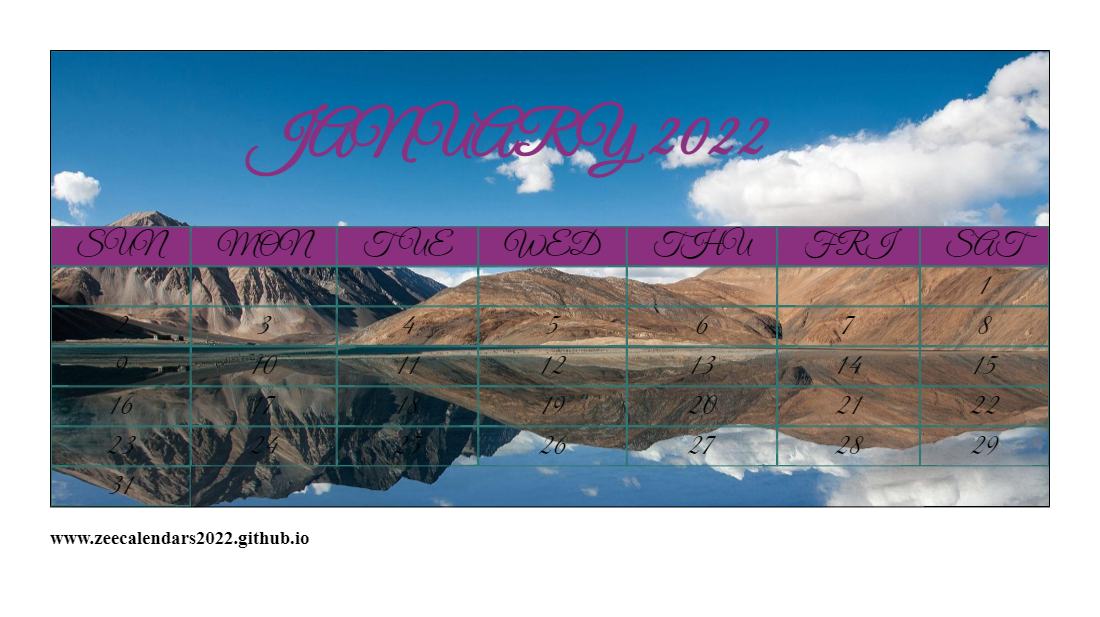 JANUARY 2022
SUN MON TUE WED THU FRI SAT
1
2 3 4 5 6 7 8
9 10 11 12 13 14 15
16 17 18 19 20 21 22
23 24 25 26 27 28 29
31
www.zeecalendars2022.github.io